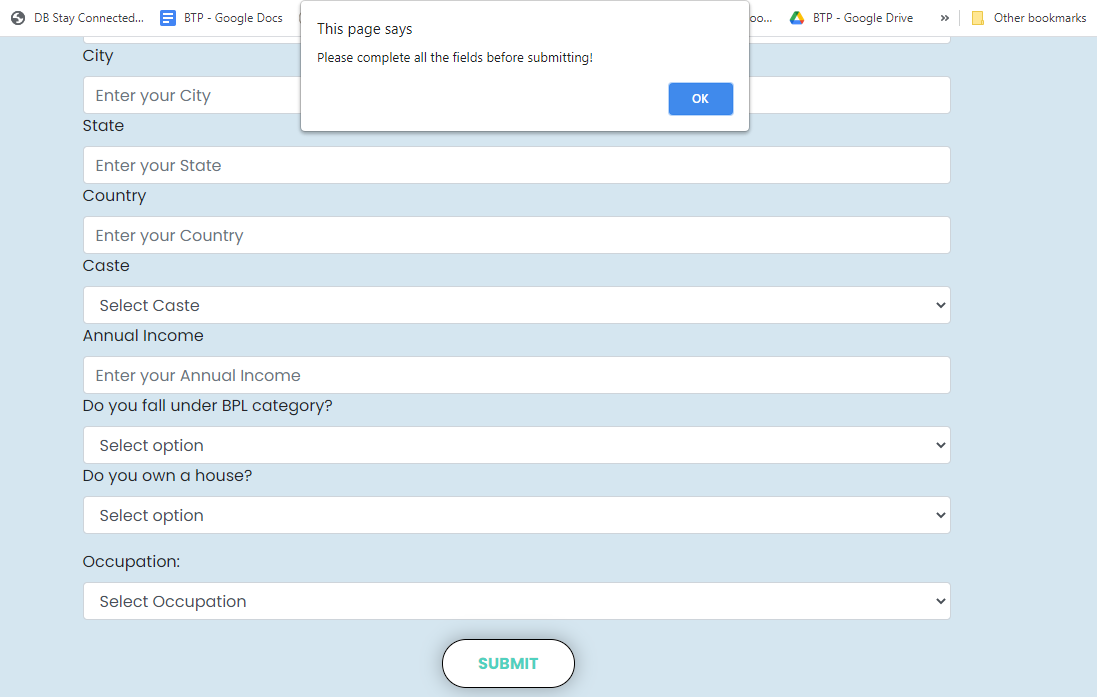 DB Stay Connected...
BTP - Google Docs
oo...
BTP - Google Drive
»
Other bookmarks
This page says
Please complete all the fields before submitting!
OK
City
Enter your City
State
Enter your State
Country
Enter your Country
Caste
Select Caste
Annual Income
Enter your Annual Income
Do you fall under BPL category?
Select option
Do you own a house?
Select option
Occupation:
Select Occupation
SUBMIT